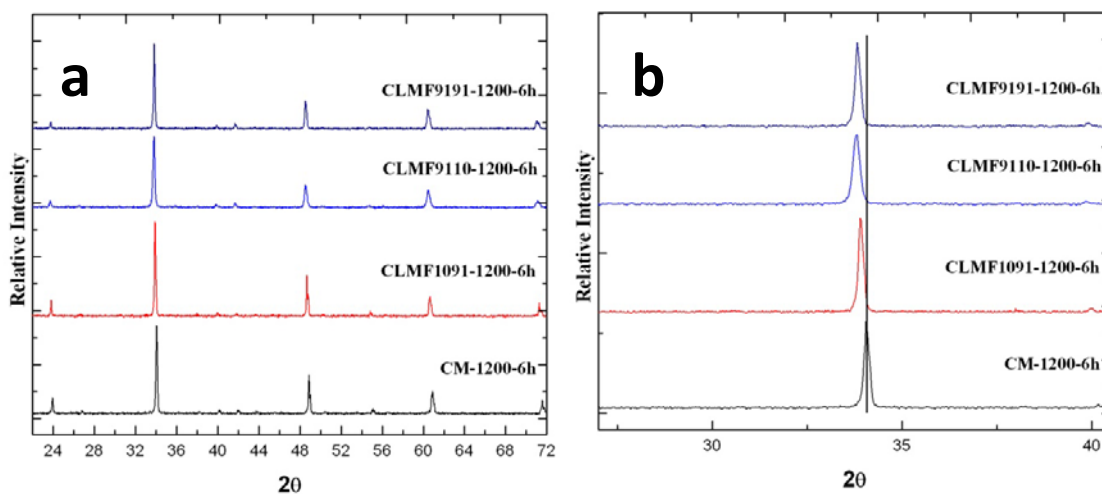 a
CLMF9191-1200-6h
CLMF9110-1200-6h
CLMF1091-1200-6h
CM-1200-6h
Relative Intensity
24 28 32 36 40 44 48 52 56 60 64 68 72
2θ
b
CLMF9191-1200-6h
CLMF9110-1200-6h
CLMF1091-1200-6h
CM-1200-6h
Relative Intensity
30 35 40
2θ